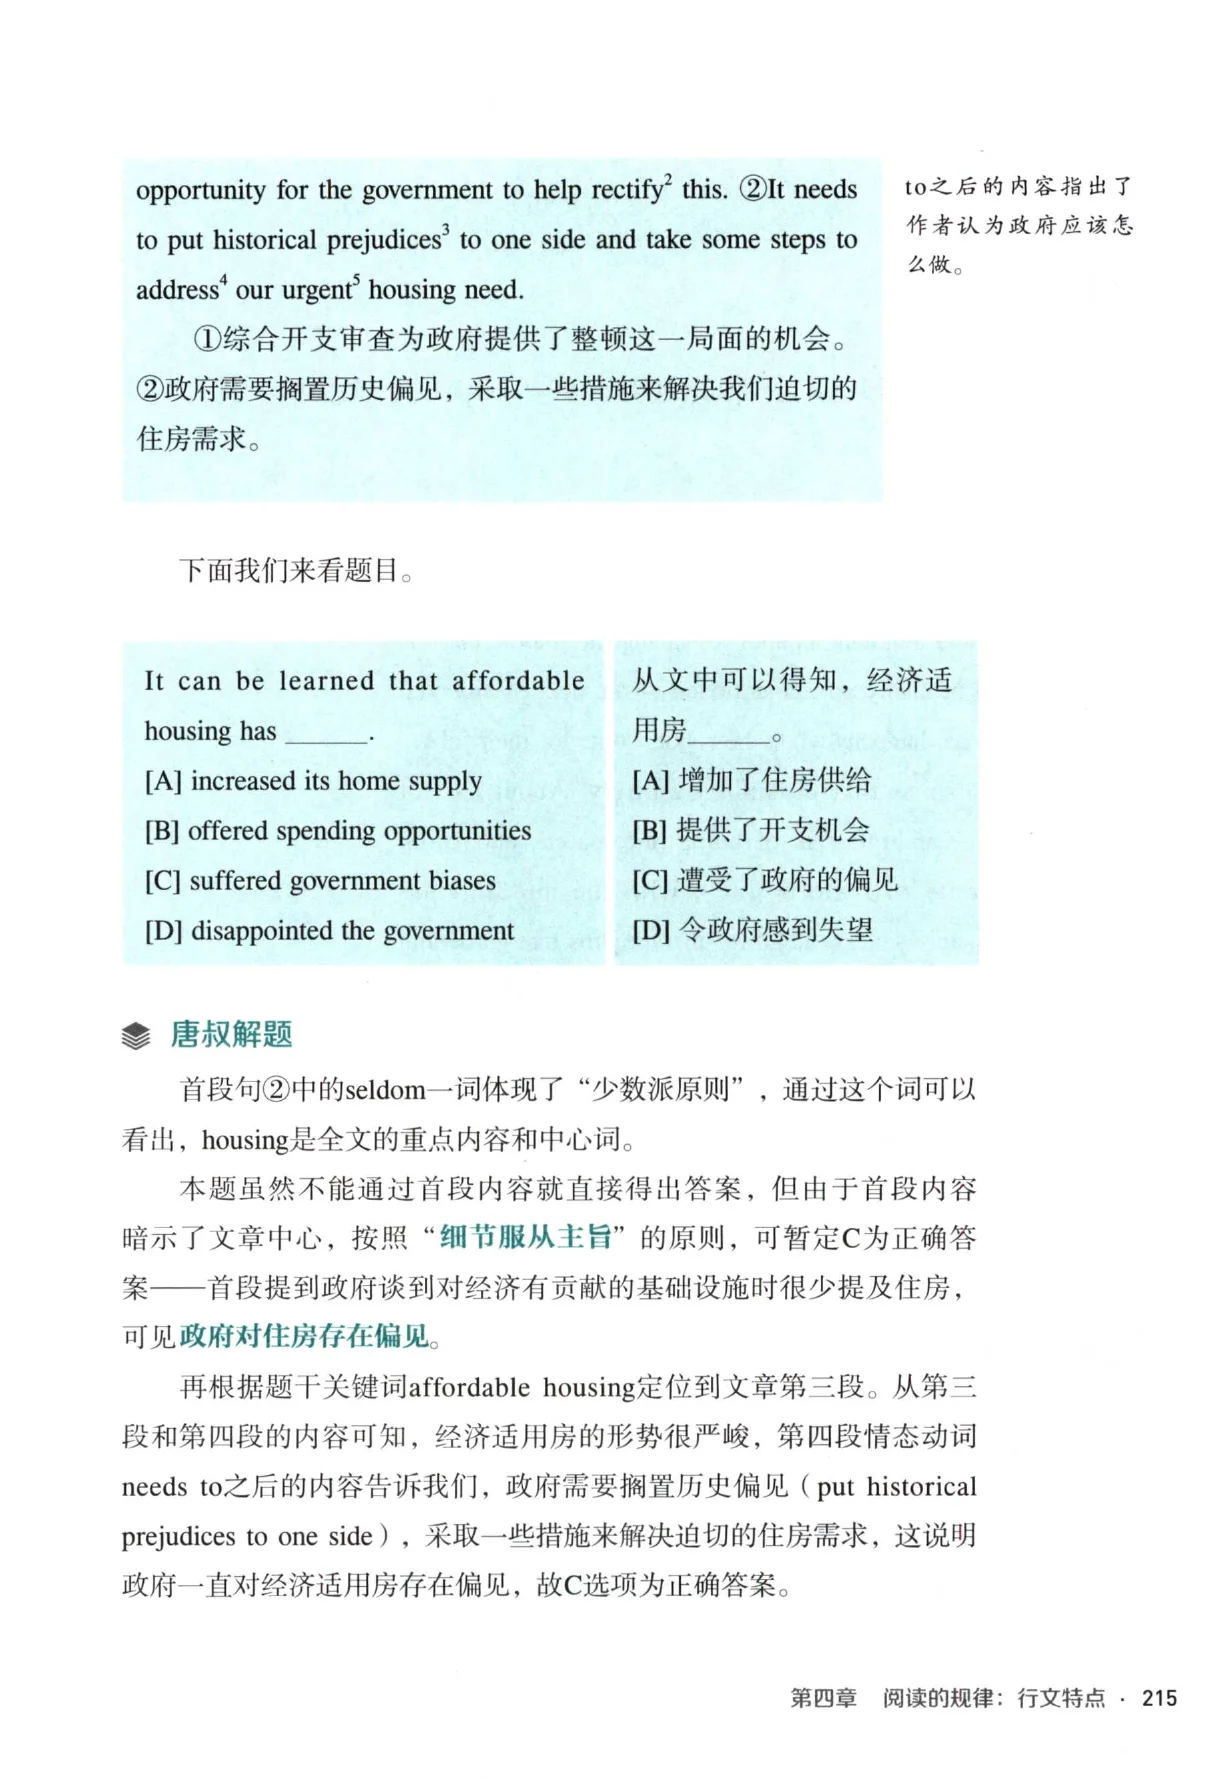 opportunity for the government to help rectify² this. ②It needs
to put historical prejudices³ to one side and take some steps to
address⁴ our urgent⁵ housing need.
①综合开支审查为政府提供了整顿这一局面的机会。
②政府需要搁置历史偏见，采取一些措施来解决我们迫切的
住房需求。
to之后的内容指出了
作者认为政府应该怎
么做。
下面我们来看题目。
It can be learned that affordable
housing has ______.
[A] increased its home supply
[B] offered spending opportunities
[C] suffered government biases
[D] disappointed the government
从文中可以得知，经济适
用房______。
[A] 增加了住房供给
[B] 提供了开支机会
[C] 遭受了政府的偏见
[D] 令政府感到失望
唐叔解题
首段句②中的seldom一词体现了“少数派原则”，通过这个词可以
看出，housing是全文的重点内容和中心词。
本题虽然不能通过首段内容就直接得出答案，但由于首段内容
暗示了文章中心，按照“细节服从主旨”的原则，可暂定C为正确答
案——首段提到政府谈到对经济有贡献的基础设施时很少提及住房，
可见政府对住房存在偏见。
再根据题干关键词affordable housing定位到文章第三段。从第三
段和第四段的内容可知，经济适用房的形势很严峻，第四段情态动词
needs to之后的内容告诉我们，政府需要搁置历史偏见（put historical
prejudices to one side），采取一些措施来解决迫切的住房需求，这说明
政府一直对经济适用房存在偏见，故C选项为正确答案。
第四章 阅读的规律：行文特点 · 215